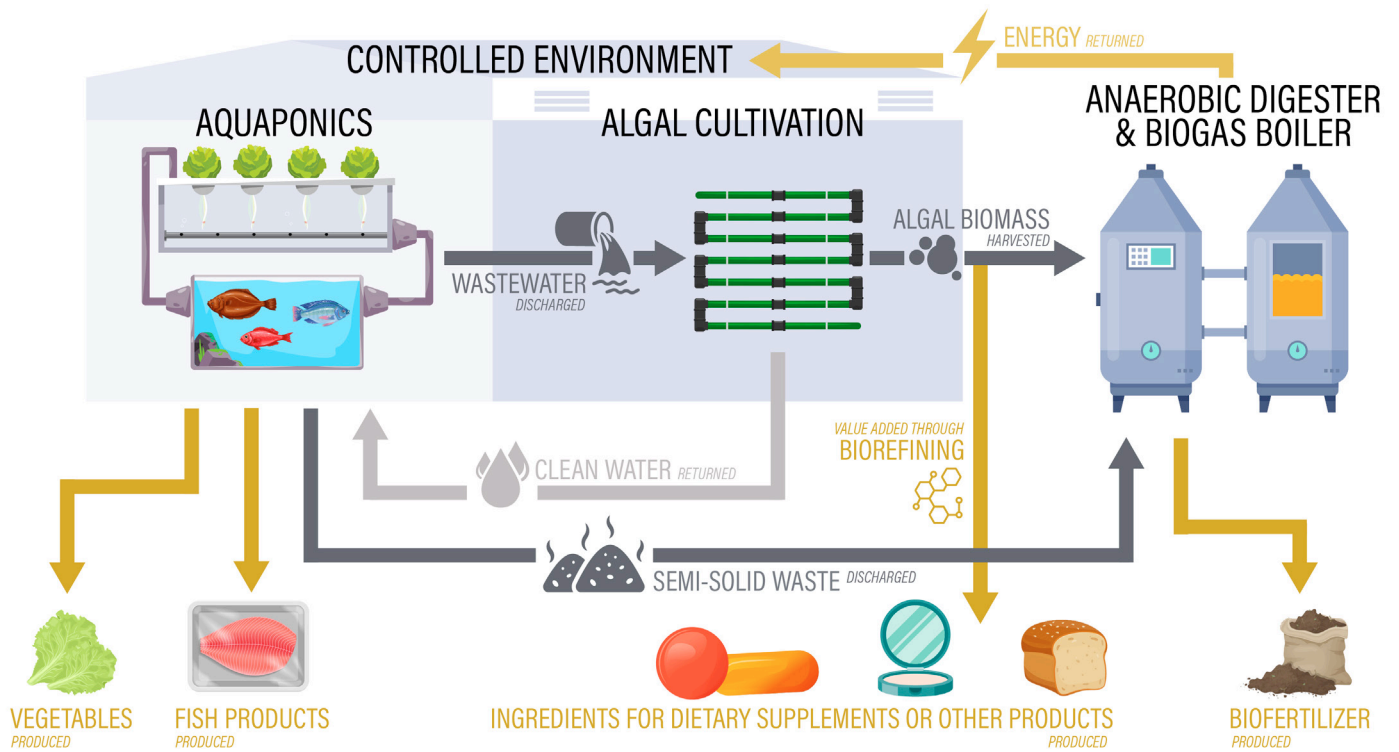 ENERGY RETURNED
CONTROLLED ENVIRONMENT
ANAEROBIC DIGESTER
& BIOGAS BOILER
AQUAPONICS
ALGAL CULTIVATION
WASTEWATER
DISCHARGED
ALGAL BIOMASS
HARVESTED
VALUE ADDED THROUGH
BIOREFINING
CLEAN WATER RETURNED
SEMI-SOLID WASTE DISCHARGED
VEGETABLES
PRODUCED
FISH PRODUCTS
PRODUCED
INGREDIENTS FOR DIETARY SUPPLEMENTS OR OTHER PRODUCTS
PRODUCED
BIOFERTILIZER
PRODUCED